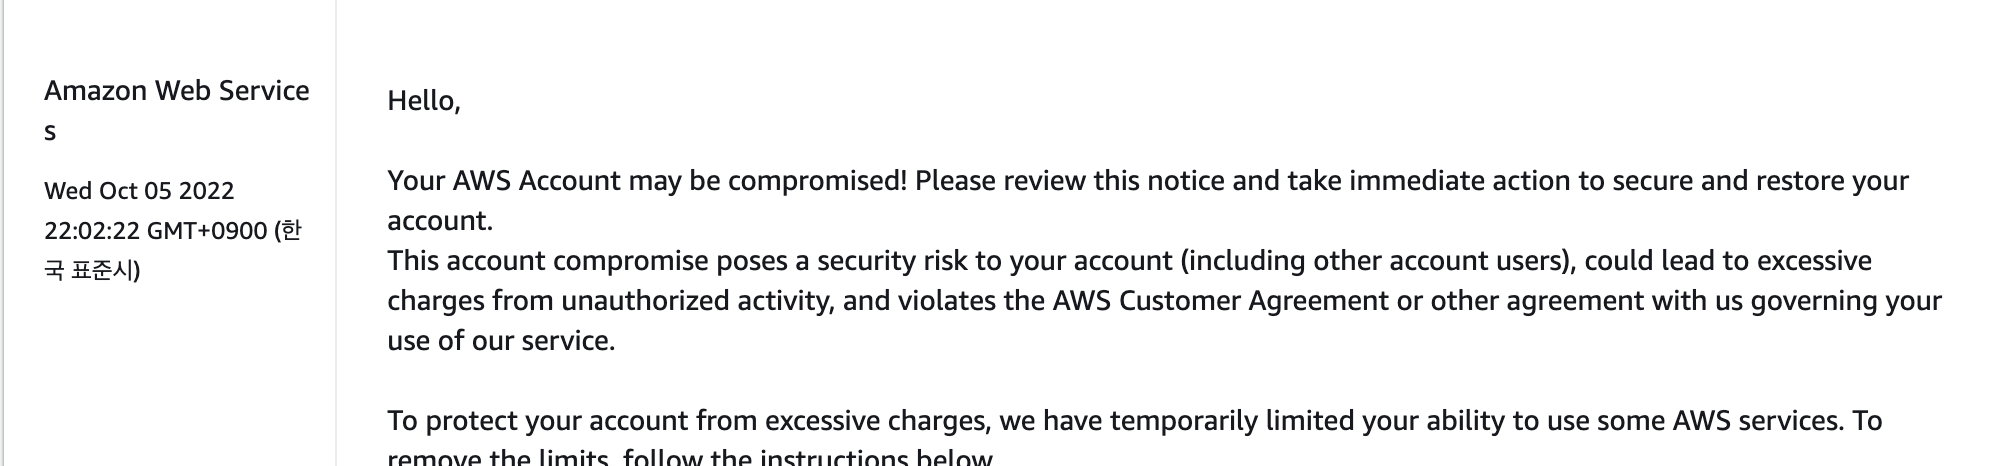 Amazon Web Service
s
Wed Oct 05 2022
22:02:22 GMT+0900 (한
국 표준시)
Hello,
Your AWS Account may be compromised! Please review this notice and take immediate action to secure and restore your
account.
This account compromise poses a security risk to your account (including other account users), could lead to excessive
charges from unauthorized activity, and violates the AWS Customer Agreement or other agreement with us governing your
use of our service.
To protect your account from excessive charges, we have temporarily limited your ability to use some AWS services. To
remove the limits, follow the instructions below